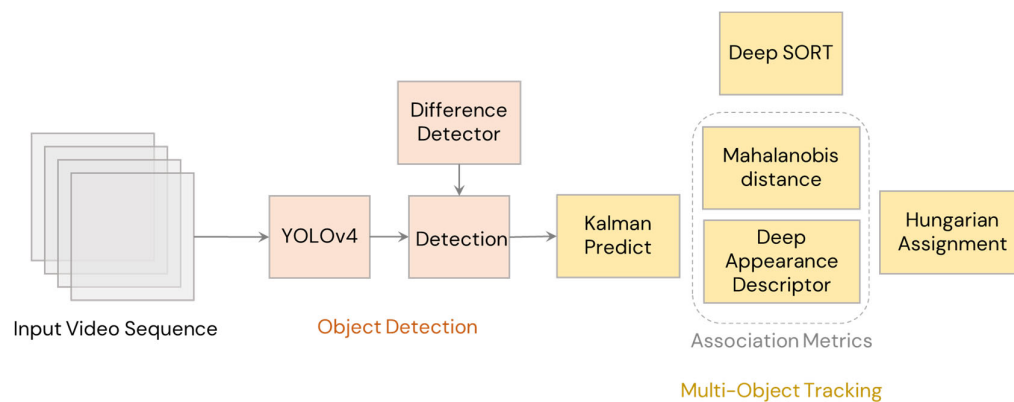 Deep SORT
Difference
Detector
Mahalanobis
distance
YOLOv4
Detection
Kalman
Predict
Deep
Appearance
Descriptor
Hungarian
Assignment
Input Video Sequence
Object Detection
Association Metrics
Multi-Object Tracking